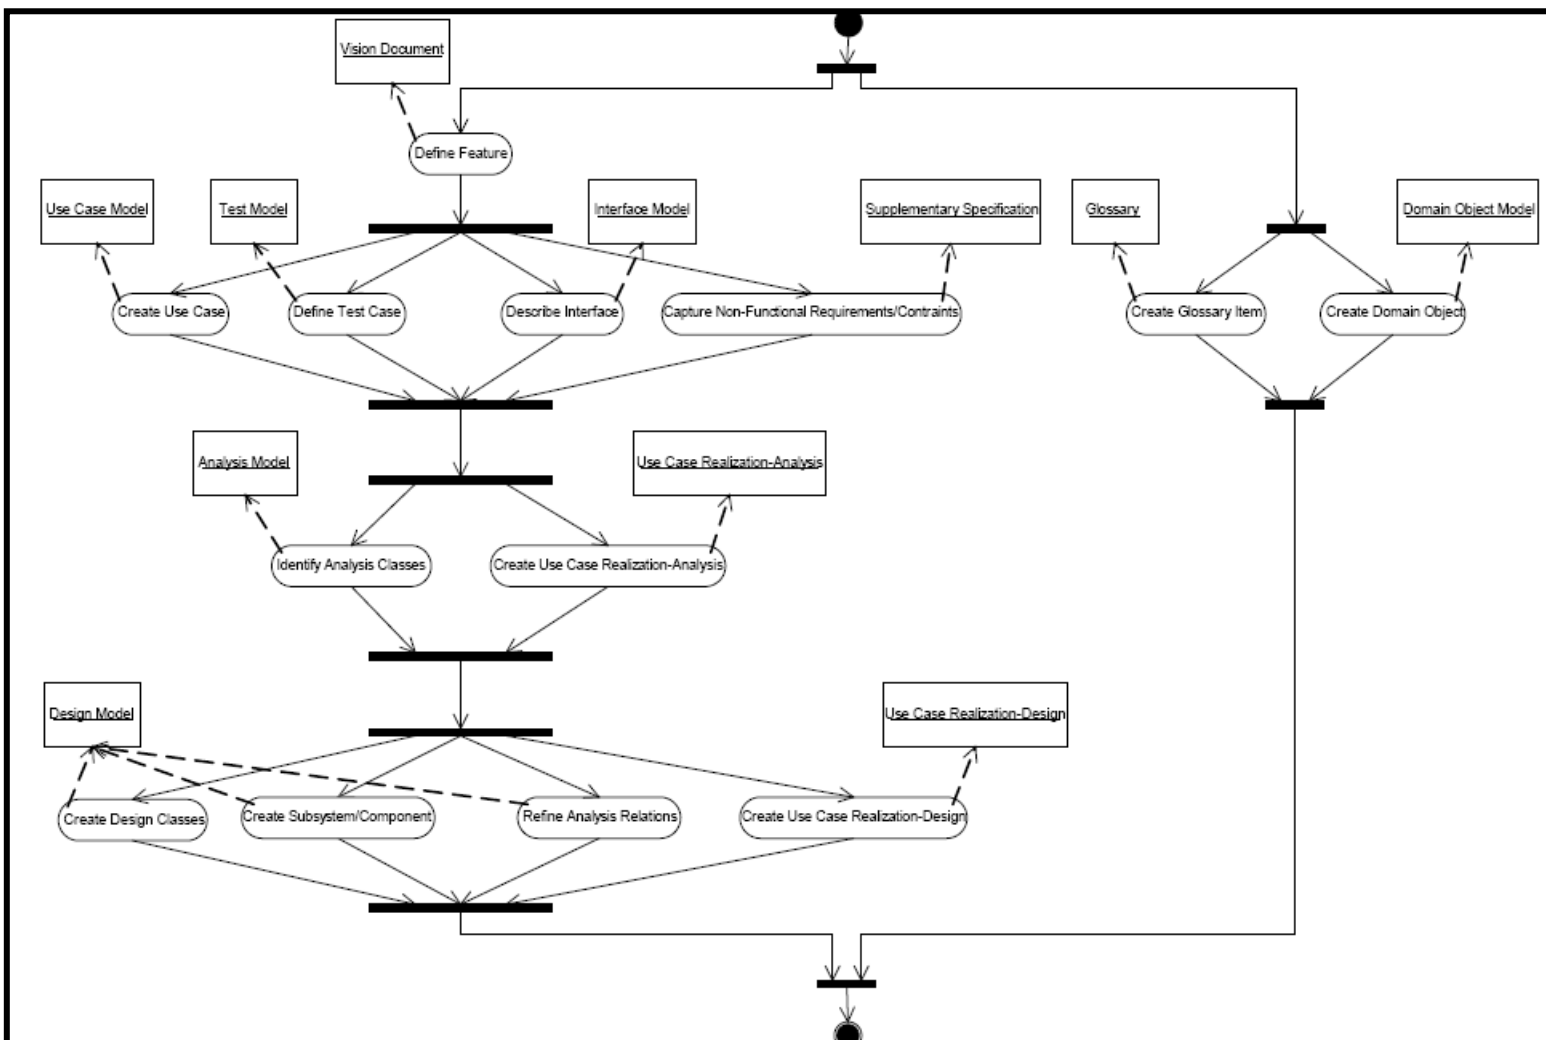 Vision Document
Define Feature
Use Case Model
Test Model
Interface Model
Supplementary Specification
Glossary
Domain Object Model
Create Use Case
Define Test Case
Describe Interface
Capture Non-Functional Requirements/Contraints
Create Glossary Item
Create Domain Object
Analysis Model
Use Case Realization-Analysis
Identify Analysis Classes
Create Use Case Realization-Analysis
Design Model
Use Case Realization-Design
Create Design Classes
Create Subsystem/Component
Refine Analysis Relations
Create Use Case Realization-Design